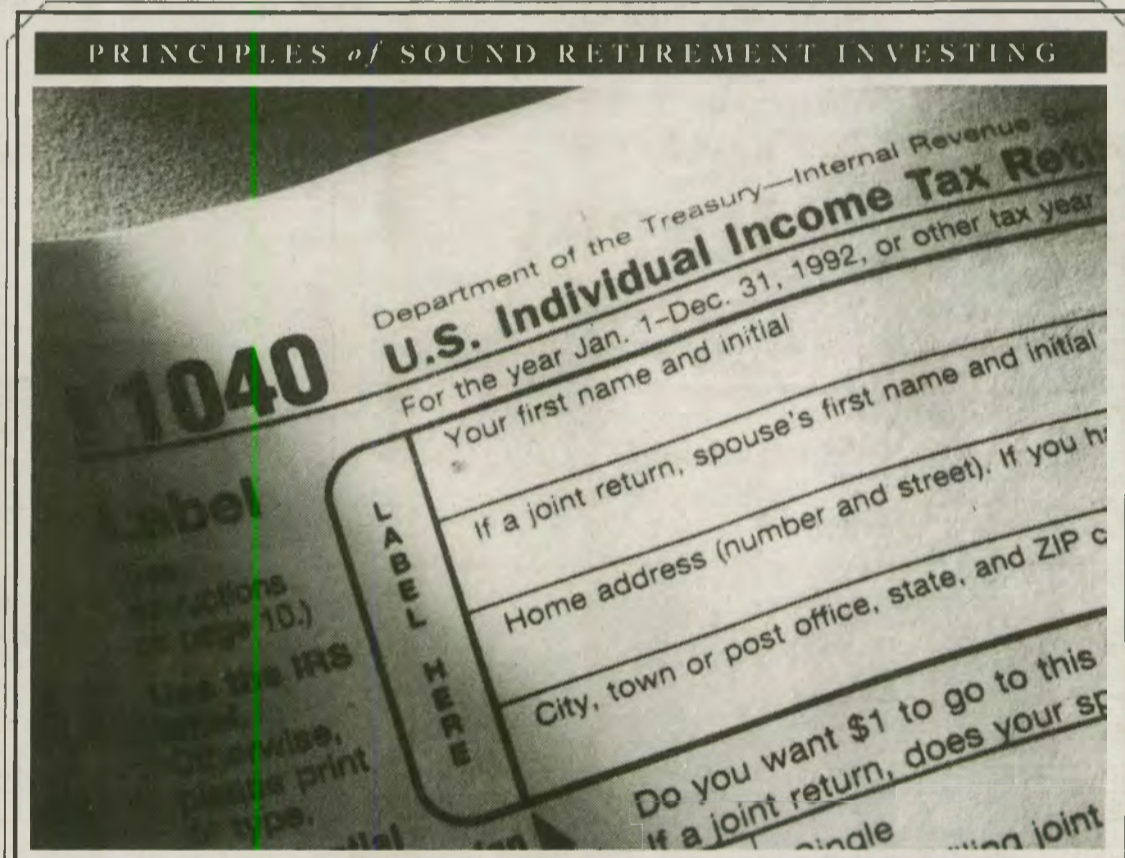 PRINCIPLES of SOUND RETIREMENT INVESTING
Department of the Treasury—Internal Revenue
U.S. Individual Income Tax
For the year Jan. 1–Dec. 31, 1992, or other tax year
1040
Your first name and initial
If a joint return, spouse's first name and initial
Home address (number and street). If you
City, town or post office, state, and ZIP
LABEL HERE
Label
page 10.)
Use the IRS
Otherwise,
please print
type.
Do you want $1 to go to this
If a joint return, does your
Single
joint